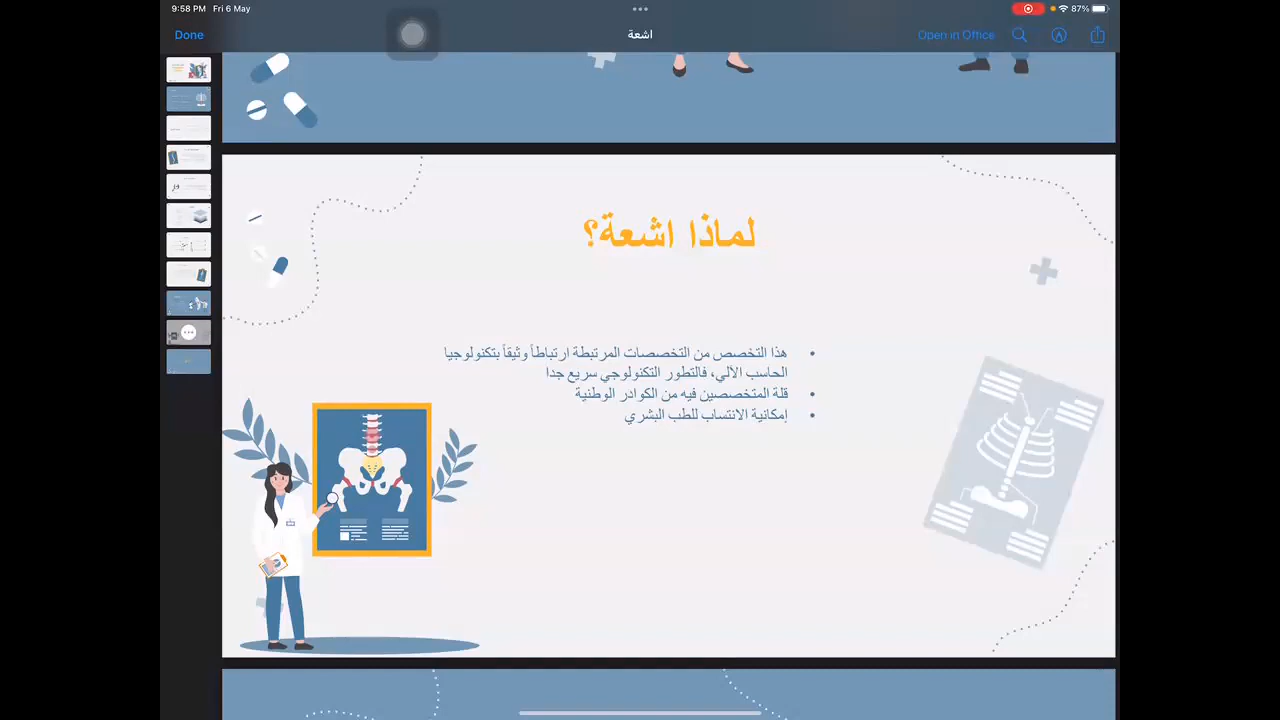 9:58 PM Fri 6 May
87%
Done
اشعة
Open in Office
لماذا اشعة؟
• هذا التخصص من التخصصات المرتبطة ارتباطاً وثيقاً بتكنولوجيا
الحاسب الآلي، فالتطور التكنولوجي سريع جدا
• قلة المتخصصين فيه من الكوادر الوطنية
• إمكانية الانتساب للطب البشري